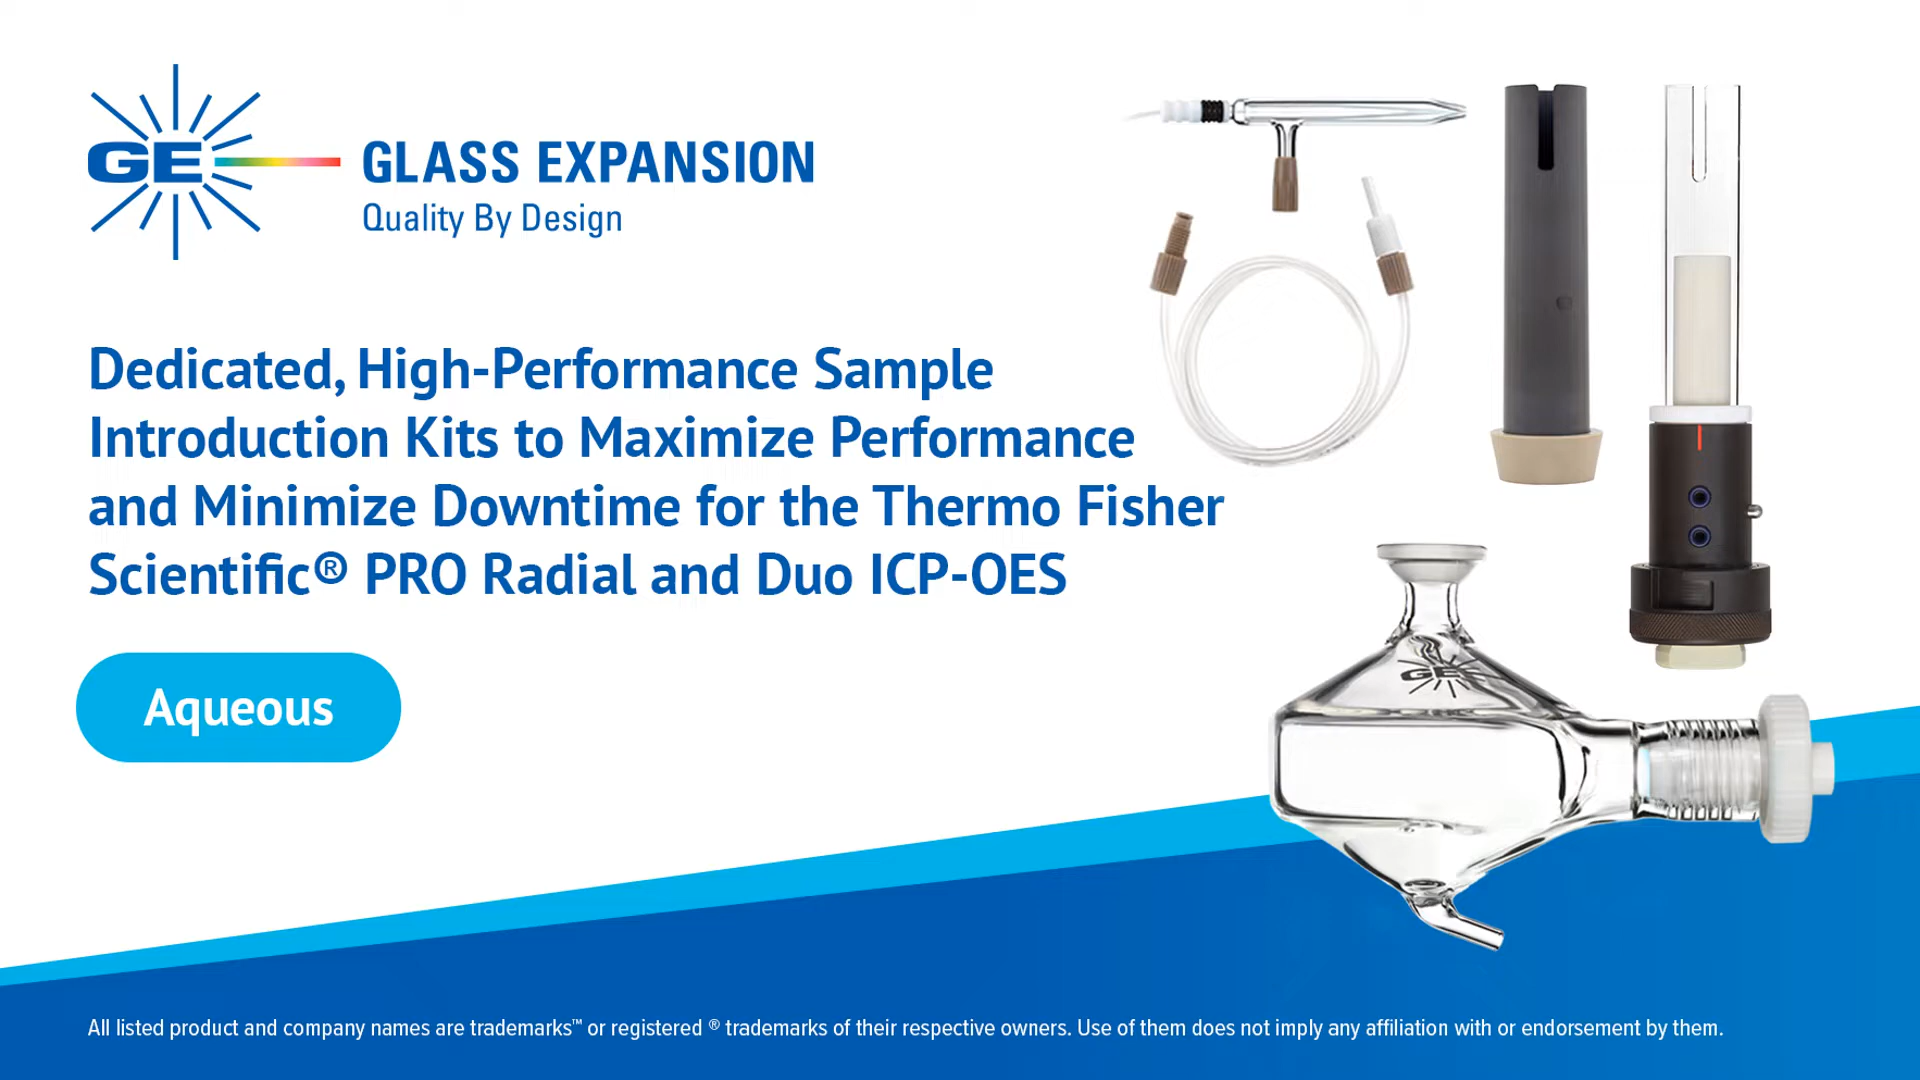 GE
GLASS EXPANSION
Quality By Design
Dedicated, High-Performance Sample
Introduction Kits to Maximize Performance
and Minimize Downtime for the Thermo Fisher
Scientific® PRO Radial and Duo ICP-OES
Aqueous
GE
All listed product and company names are trademarks™ or registered ® trademarks of their respective owners. Use of them does not imply any affiliation with or endorsement by them.